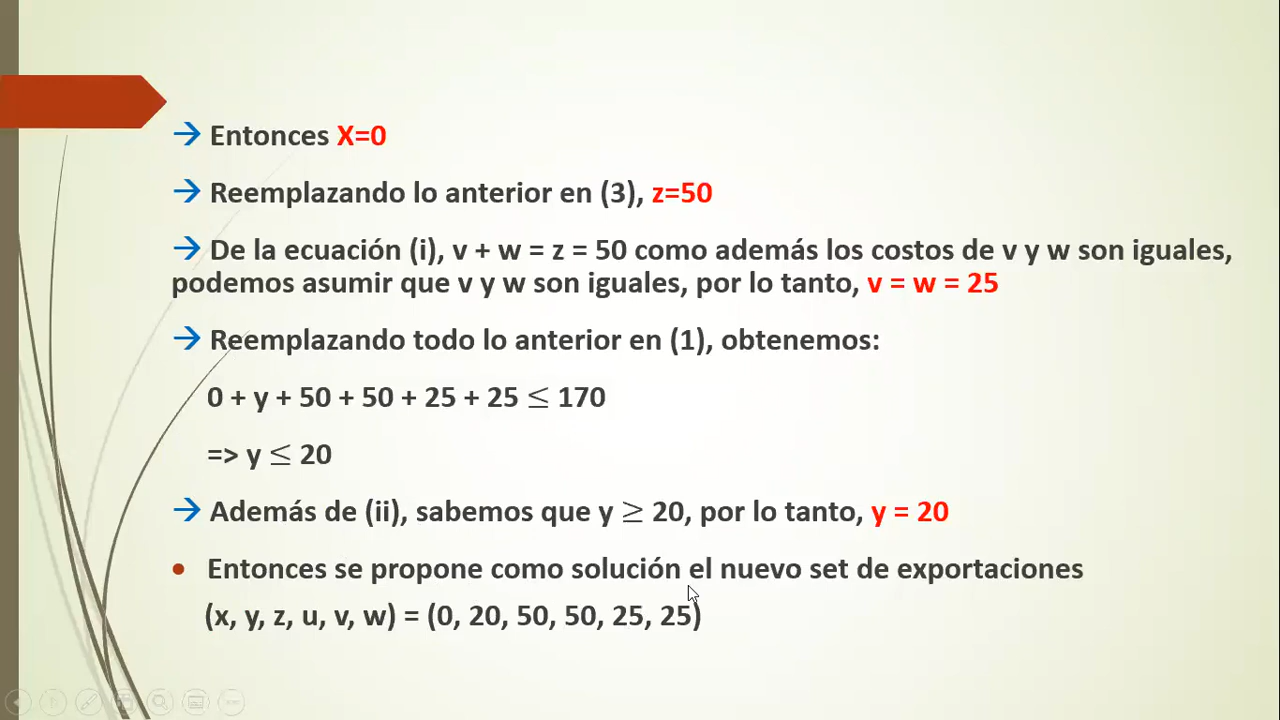 → Entonces X=0
→ Reemplazando lo anterior en (3), z=50
→ De la ecuación (i), v + w = z = 50 como además los costos de v y w son iguales,
podemos asumir que v y w son iguales, por lo tanto, v = w = 25
→ Reemplazando todo lo anterior en (1), obtenemos:
0 + y + 50 + 50 + 25 + 25 ≤ 170
=> y ≤ 20
→ Además de (ii), sabemos que y ≥ 20, por lo tanto, y = 20
• Entonces se propone como solución el nuevo set de exportaciones
(x, y, z, u, v, w) = (0, 20, 50, 50, 25, 25)